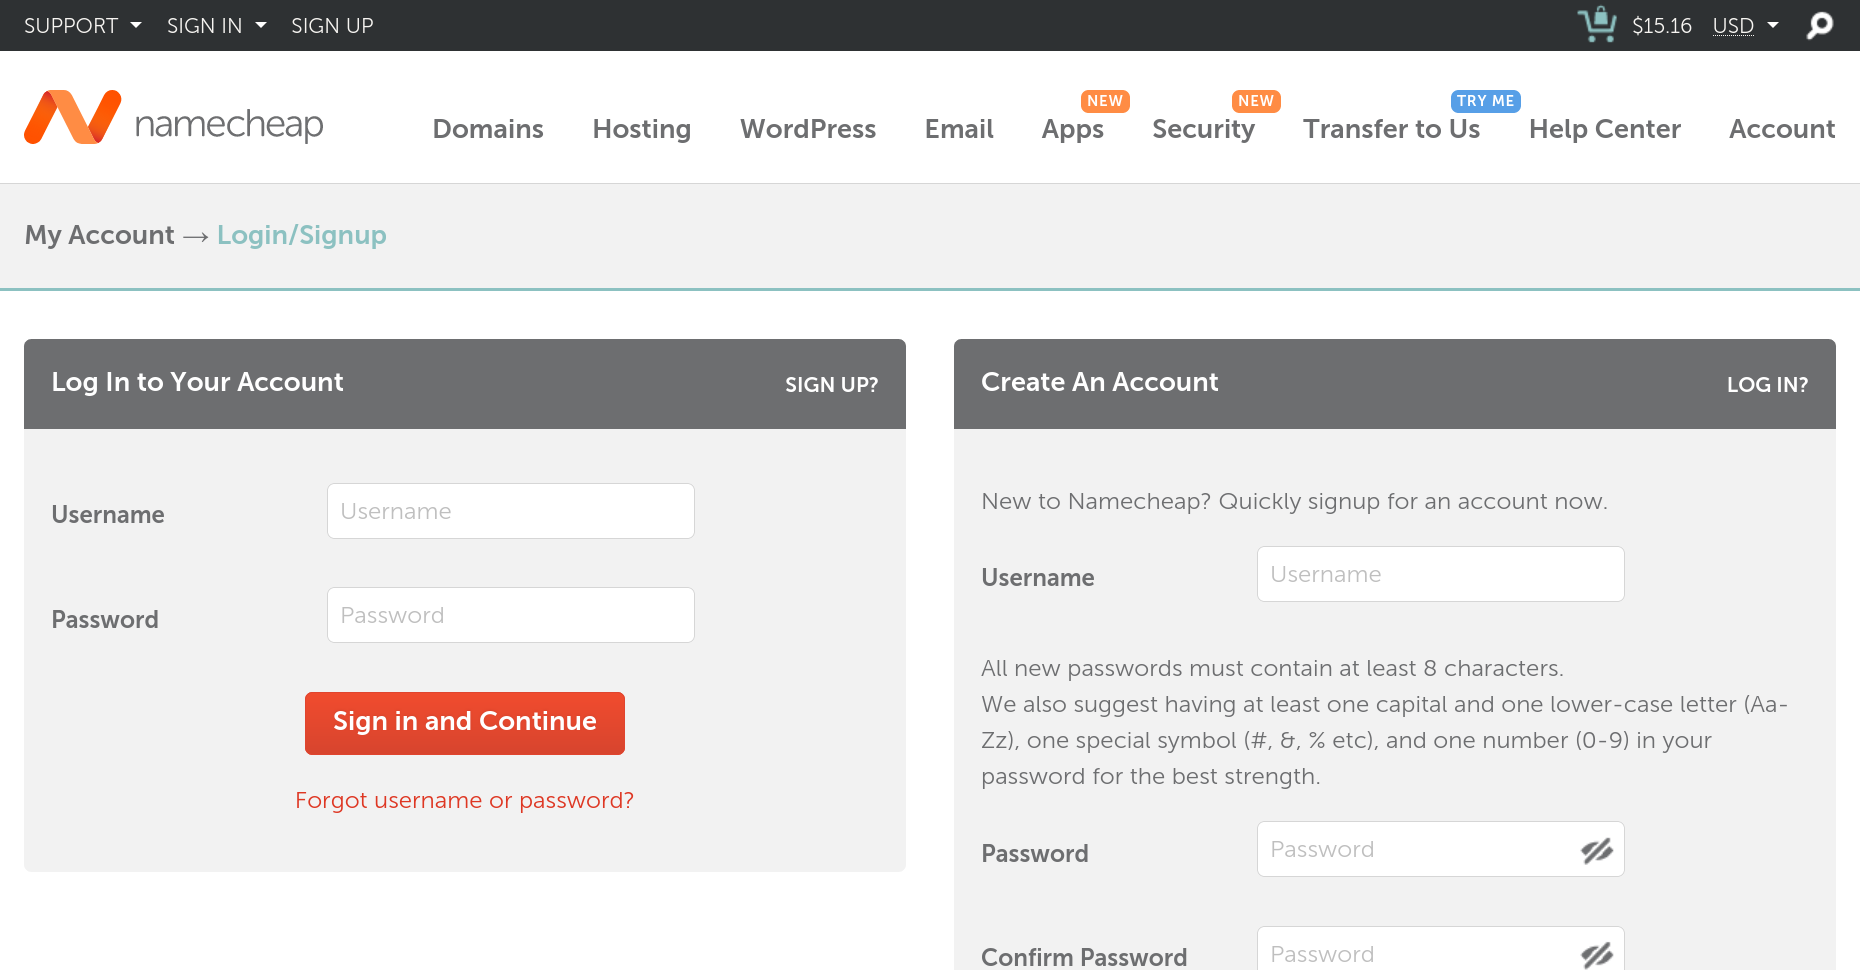 SUPPORT SIGN IN SIGN UP $15.16 USD
namecheap
Domains Hosting WordPress Email Apps NEW Security NEW Transfer to Us TRY ME Help Center Account
My Account → Login/Signup
Log In to Your Account SIGN UP?
Username Username
Password Password
Sign in and Continue
Forgot username or password?
Create An Account LOG IN?
New to Namecheap? Quickly signup for an account now.
Username Username
All new passwords must contain at least 8 characters.
We also suggest having at least one capital and one lower-case letter (Aa-
Zz), one special symbol (#, &, % etc), and one number (0-9) in your
password for the best strength.
Password Password
Confirm Password Password